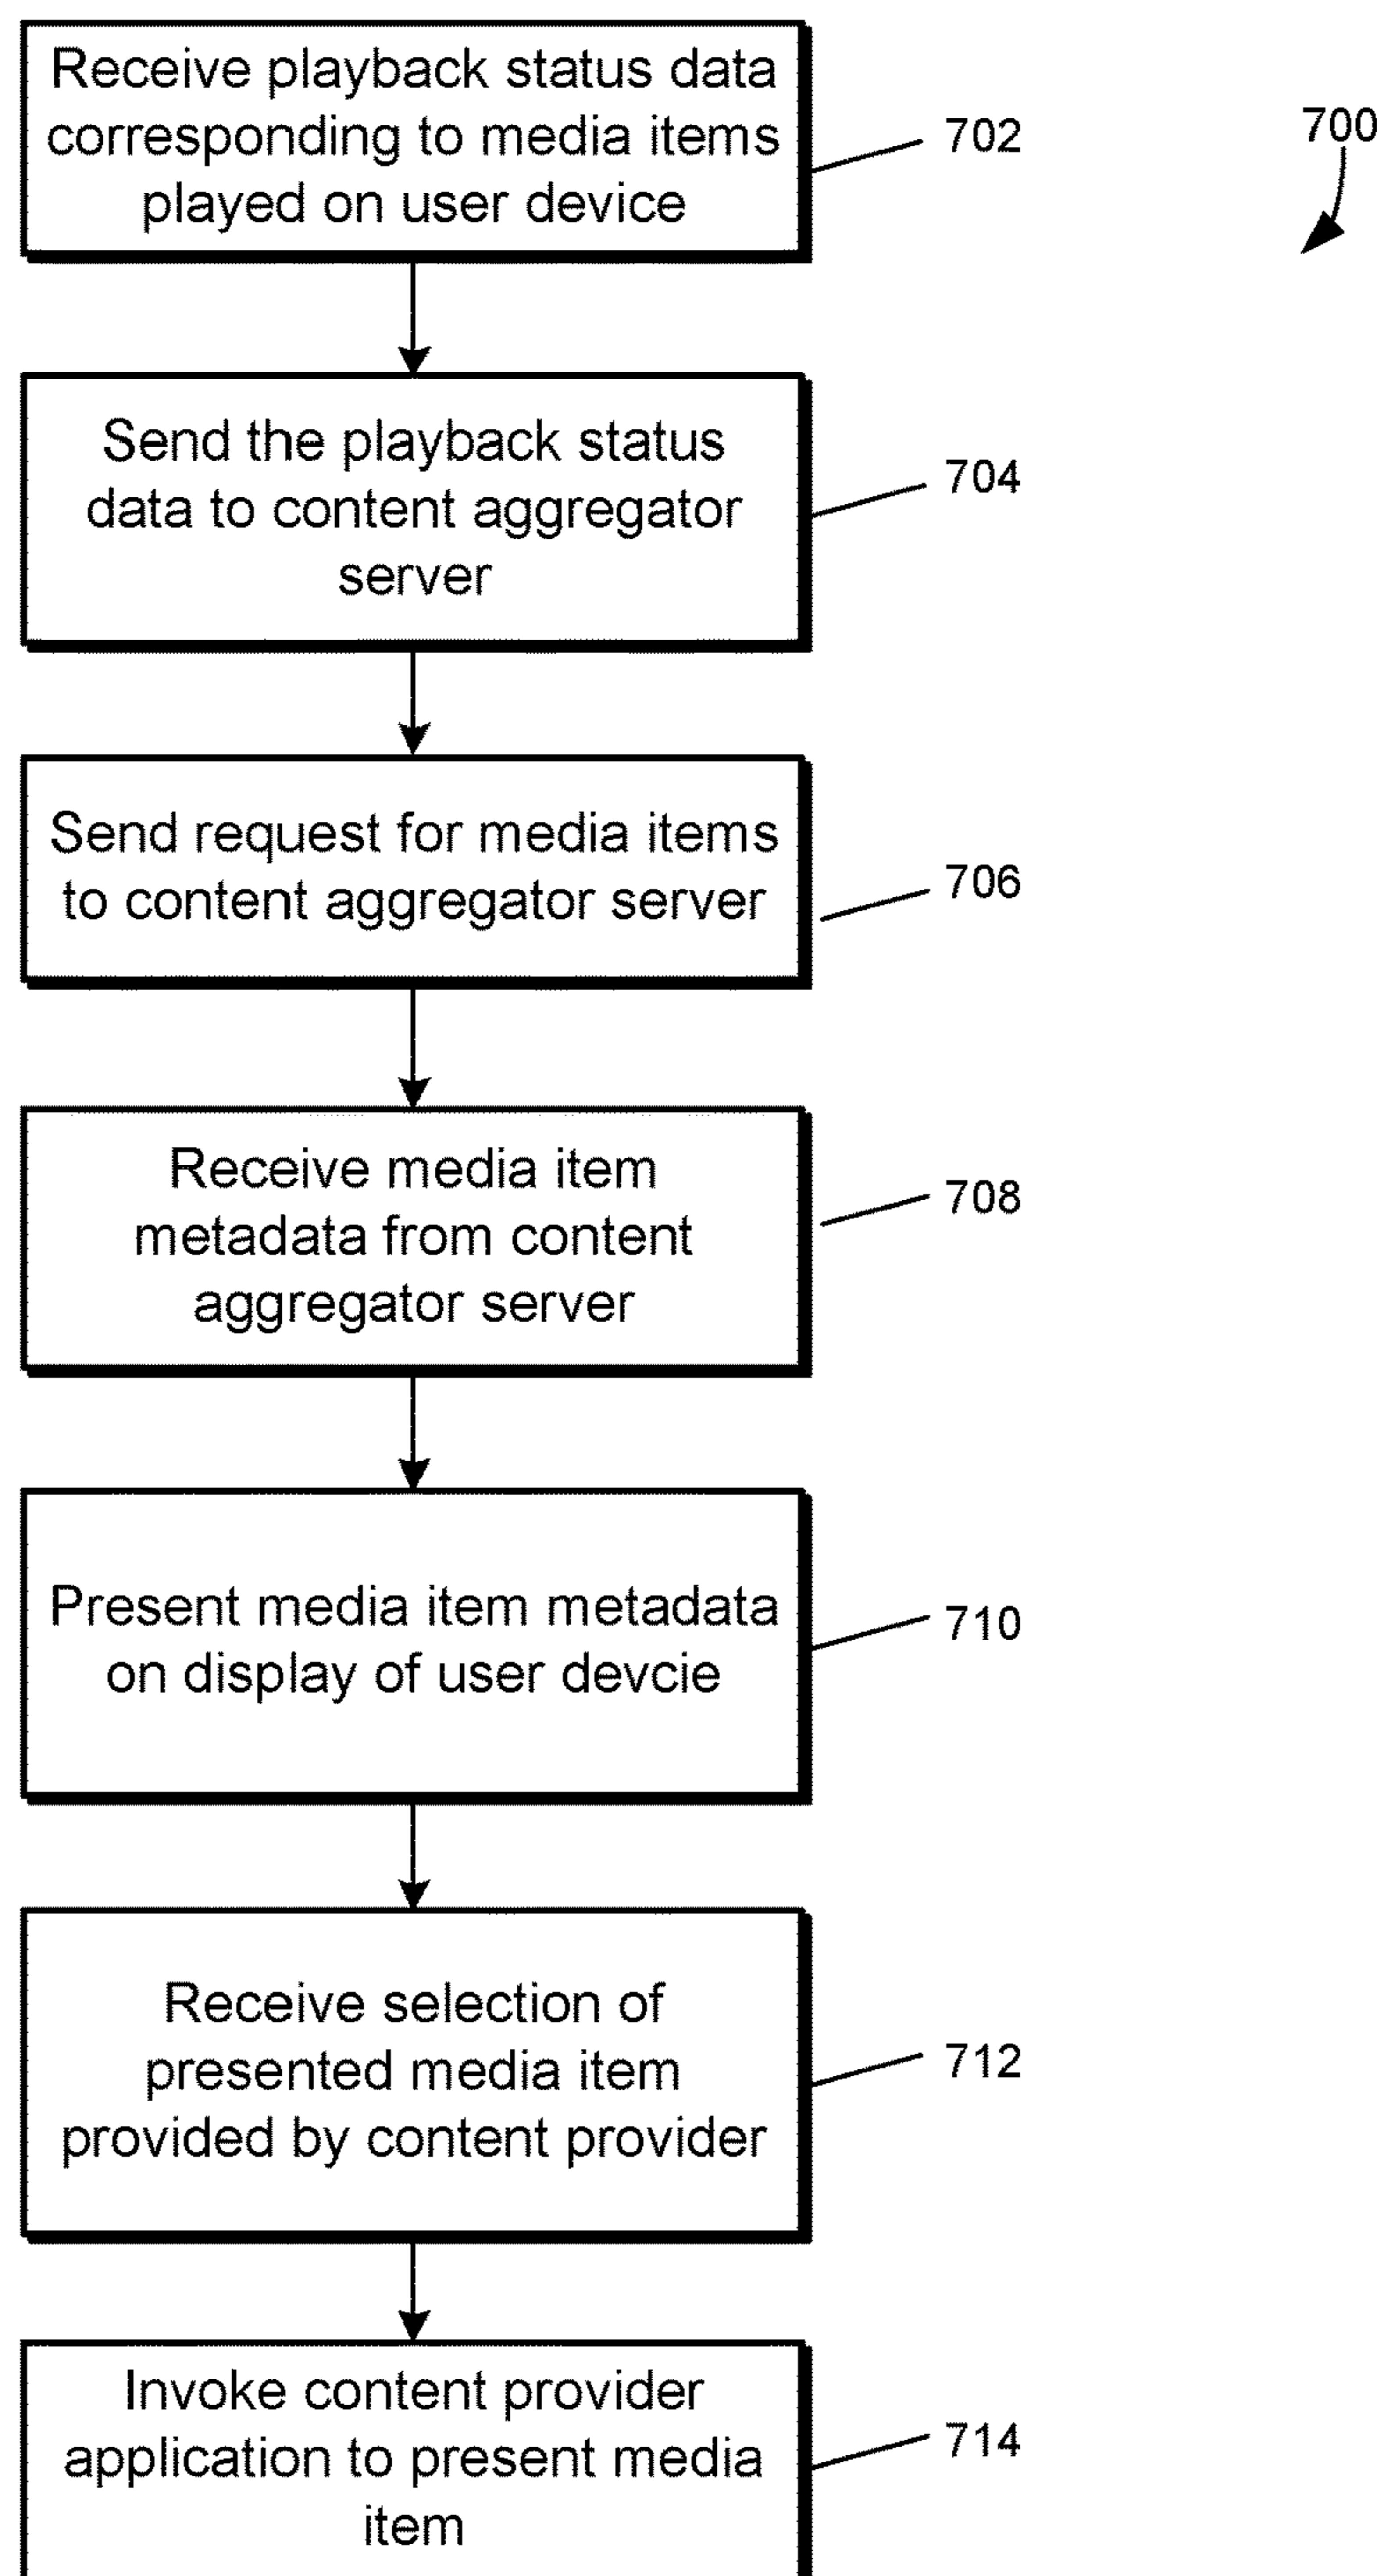 Receive playback status data
corresponding to media items
played on user device
702
700
Send the playback status
data to content aggregator
server
704
Send request for media items
to content aggregator server
706
Receive media item
metadata from content
aggregator server
708
Present media item metadata
on display of user devcie
710
Receive selection of
presented media item
provided by content provider
712
Invoke content provider
application to present media
item
714